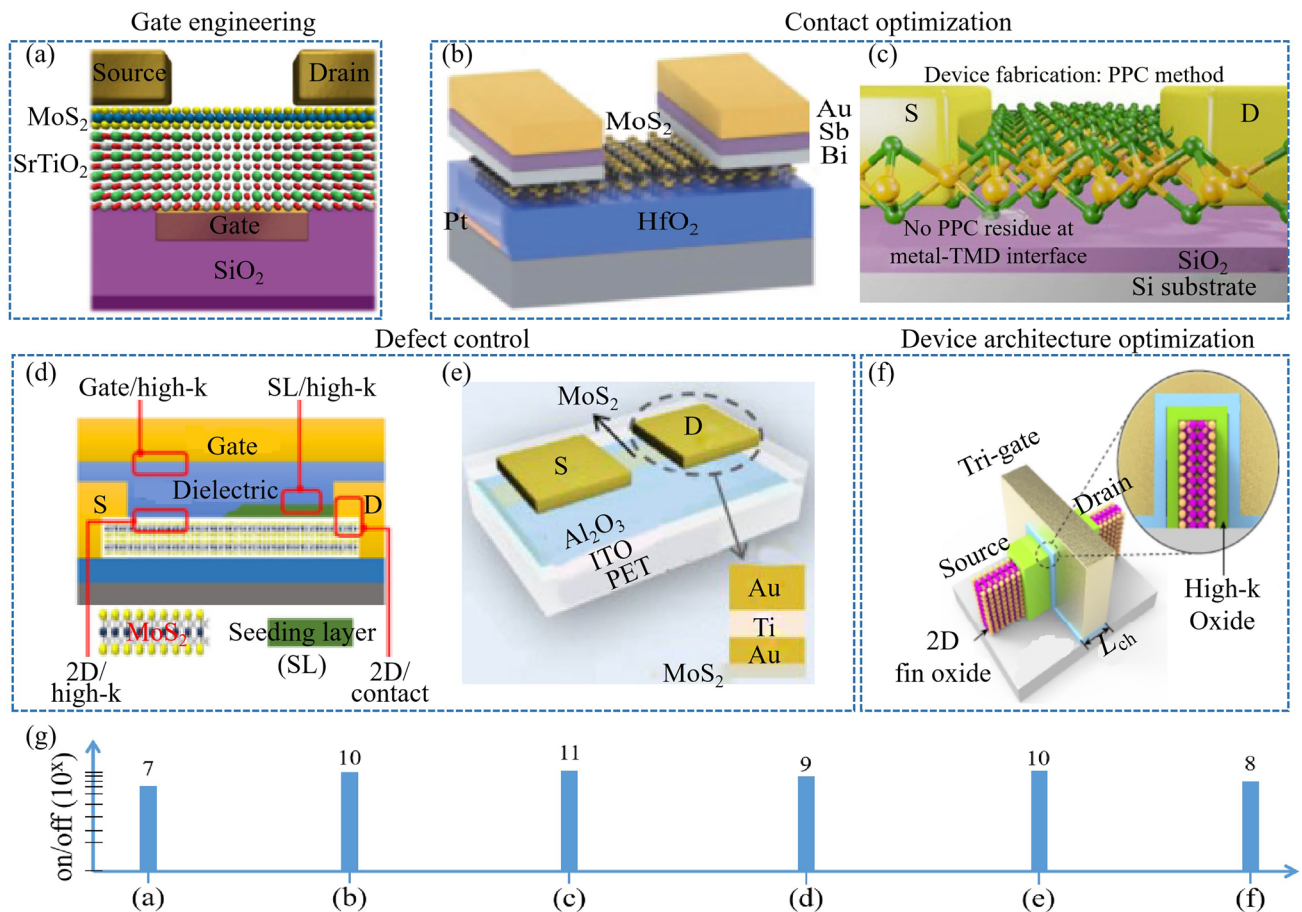 Gate engineering
Contact optimization
(a)
Source
Drain
MoS₂
SrTiO₂
Gate
SiO₂
(b)
MoS₂
Au
Sb
Bi
Pt
HfO₂
(c)
Device fabrication: PPC method
S
D
No PPC residue at
metal-TMD interface
SiO₂
Si substrate
Defect control
Device architecture optimization
(d)
Gate/high-k
SL/high-k
Gate
Dielectric
S
D
MoS₂
Seeding layer
(SL)
2D/
high-k
2D/
contact
(e)
MoS₂
D
S
Al₂O₃
ITO
PET
Au
Ti
Au
MoS₂
(f)
Tri-gate
Drain
Source
High-k
Oxide
2D
fin oxide
Lch
(g)
on/off (10ˣ)
7
10
11
9
10
8
(a)
(b)
(c)
(d)
(e)
(f)